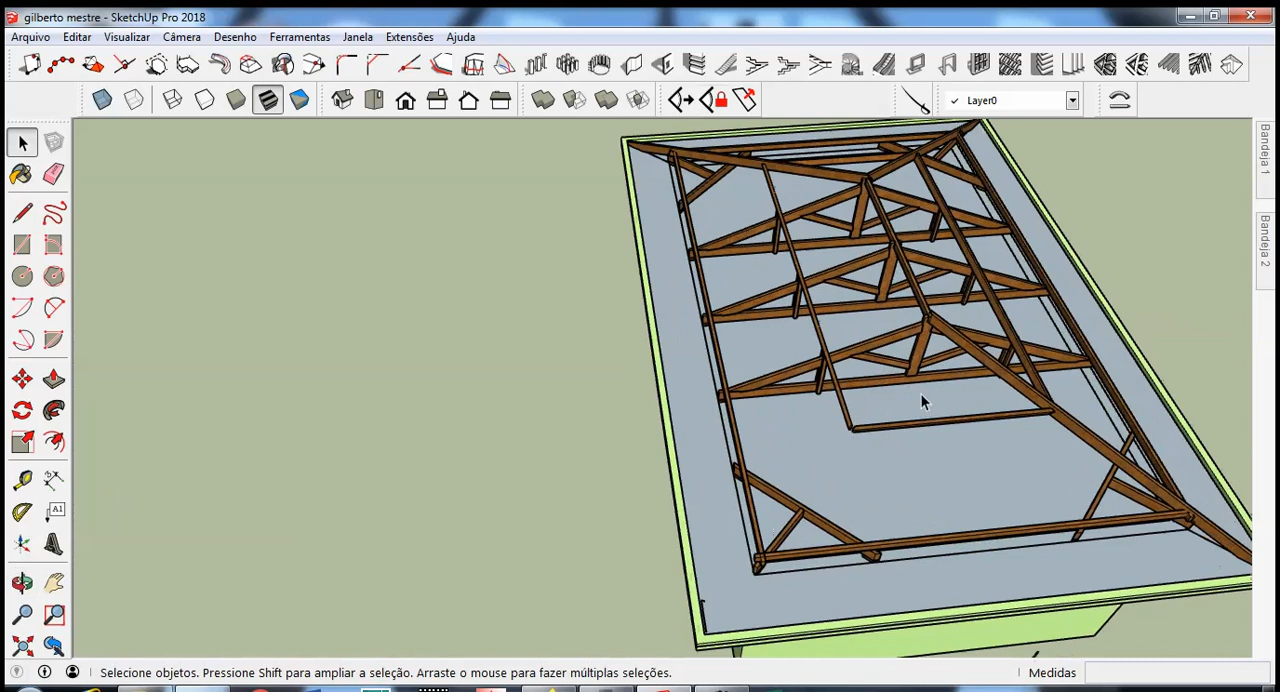 gilberto mestre - SketchUp Pro 2018
Arquivo Editar Visualizar Câmera Desenho Ferramentas Janela Extensões Ajuda
✓ Layer0
Bandeja 1
Bandeja 2
A1
Selecione objetos. Pressione Shift para ampliar a seleção. Arraste o mouse para fazer múltiplas seleções.
Medidas